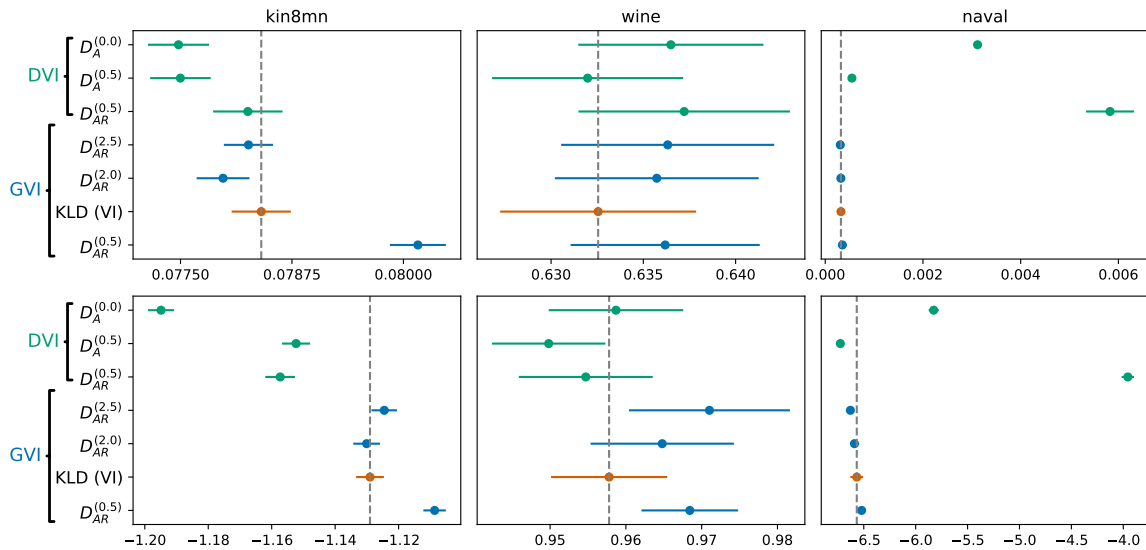 kin8mn wine naval
DVI
GVI
D_A^(0.0)
D_A^(0.5)
D_AR^(0.5)
D_AR^(2.5)
D_AR^(2.0)
KLD (VI)
D_AR^(0.5)
0.07750 0.07875 0.08000 0.630 0.635 0.640 0.000 0.002 0.004 0.006
DVI
GVI
D_A^(0.0)
D_A^(0.5)
D_AR^(0.5)
D_AR^(2.5)
D_AR^(2.0)
KLD (VI)
D_AR^(0.5)
−1.20 −1.18 −1.16 −1.14 −1.12 0.95 0.96 0.97 0.98 −6.5 −6.0 −5.5 −5.0 −4.5 −4.0